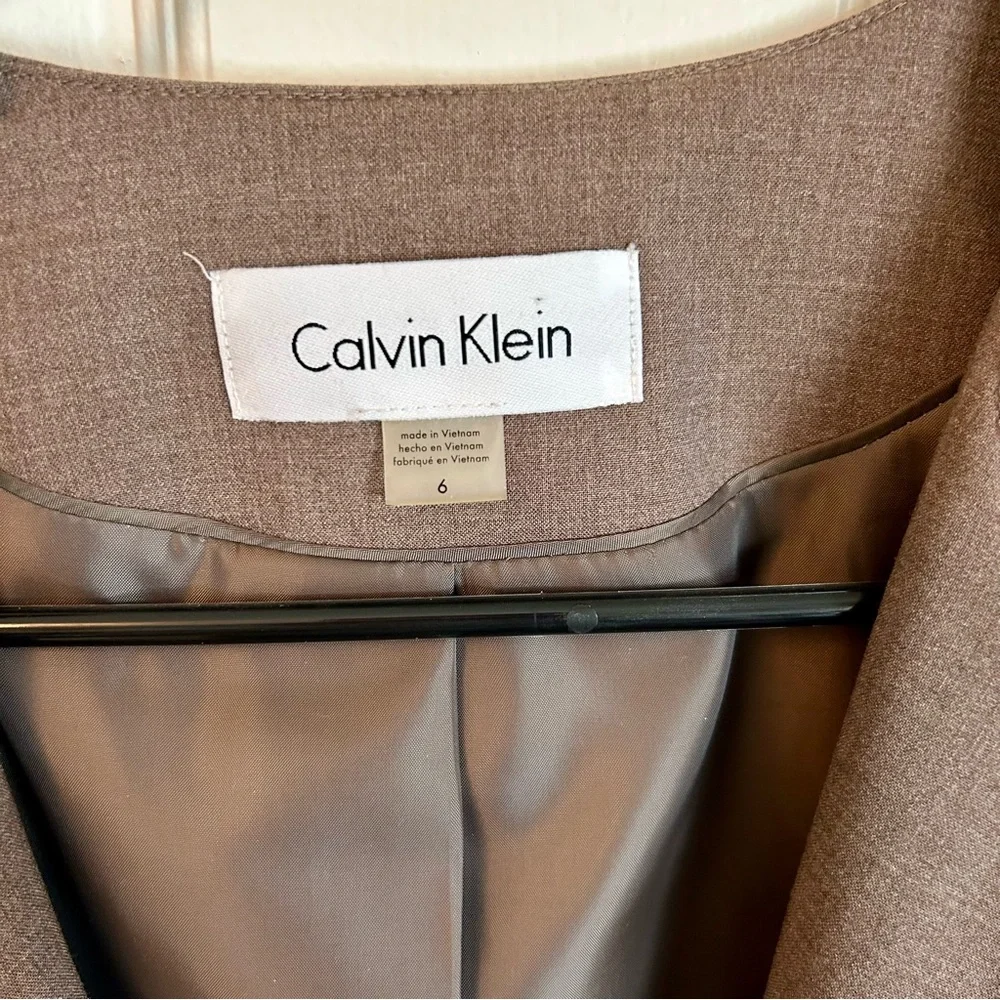 Calvin Klein
made in Vietnam
hecho en Vietnam
fabriqué en Vietnam
6